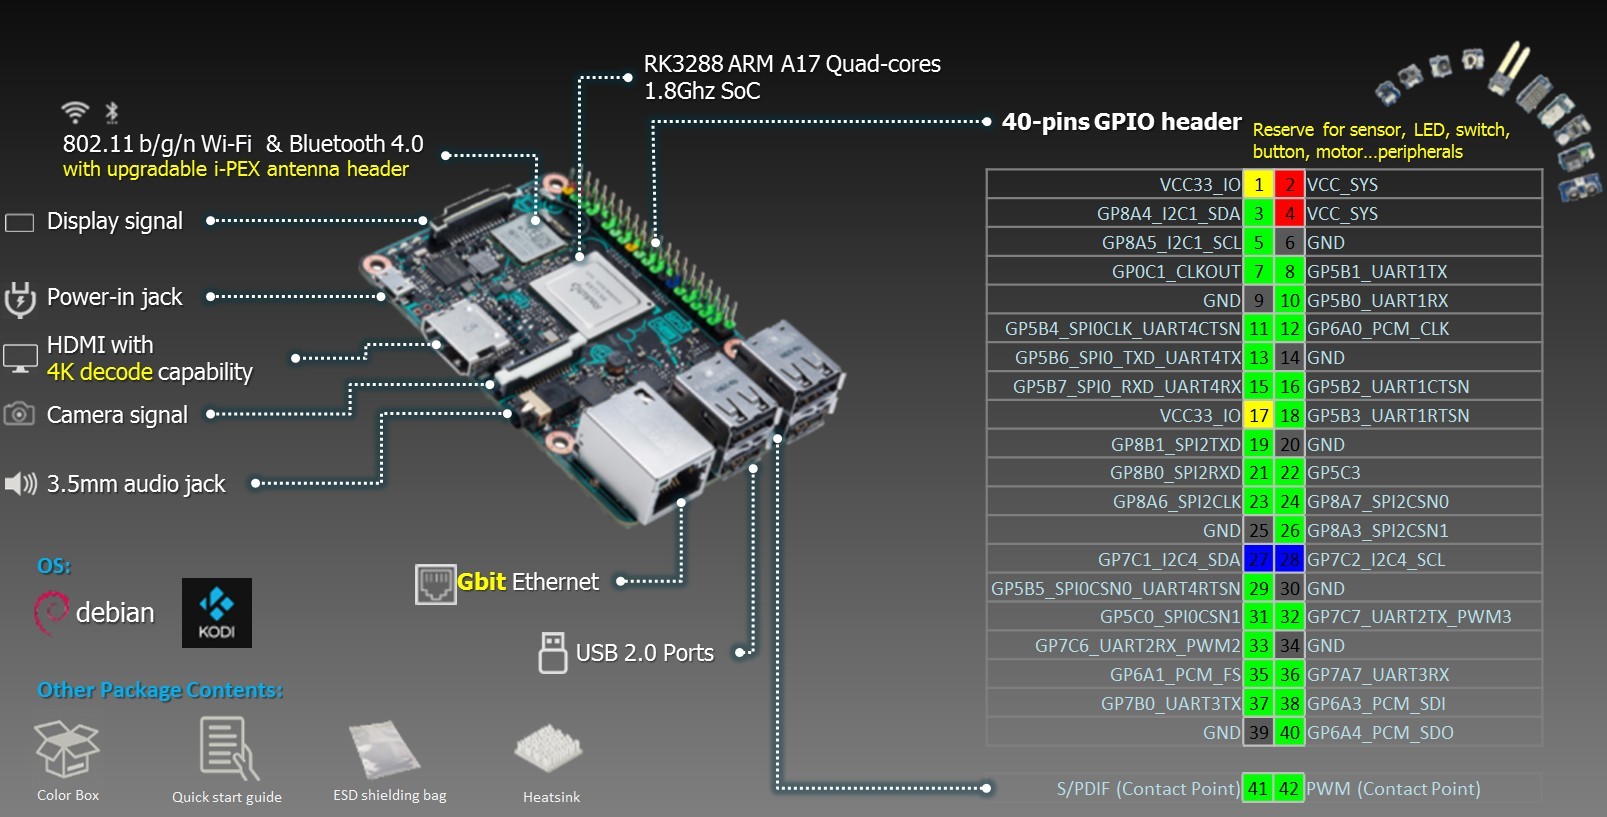 RK3288 ARM A17 Quad-cores
1.8Ghz SoC
802.11 b/g/n Wi-Fi & Bluetooth 4.0
with upgradable i-PEX antenna header
Display signal
Power-in jack
HDMI with
4K decode capability
Camera signal
3.5mm audio jack
Gbit Ethernet
USB 2.0 Ports
OS:
debian
KODI
Other Package Contents:
Color Box
Quick start guide
ESD shielding bag
Heatsink
40-pins GPIO header
Reserve for sensor, LED, switch,
button, motor...peripherals
VCC33_IO 1 2 VCC_SYS
GP8A4_I2C1_SDA 3 4 VCC_SYS
GP8A5_I2C1_SCL 5 6 GND
GP0C1_CLKOUT 7 8 GP5B1_UART1TX
GND 9 10 GP5B0_UART1RX
GP5B4_SPI0CLK_UART4CTSN 11 12 GP6A0_PCM_CLK
GP5B6_SPI0_TXD_UART4TX 13 14 GND
GP5B7_SPI0_RXD_UART4RX 15 16 GP5B2_UART1CTSN
VCC33_IO 17 18 GP5B3_UART1RTSN
GP8B1_SPI2TXD 19 20 GND
GP8B0_SPI2RXD 21 22 GP5C3
GP8A6_SPI2CLK 23 24 GP8A7_SPI2CSN0
GND 25 26 GP8A3_SPI2CSN1
GP7C1_I2C4_SDA 27 28 GP7C2_I2C4_SCL
GP5B5_SPI0CSN0_UART4RTSN 29 30 GND
GP5C0_SPI0CSN1 31 32 GP7C7_UART2TX_PWM3
GP7C6_UART2RX_PWM2 33 34 GND
GP6A1_PCM_FS 35 36 GP7A7_UART3RX
GP7B0_UART3TX 37 38 GP6A3_PCM_SDI
GND 39 40 GP6A4_PCM_SDO
S/PDIF (Contact Point) 41 42 PWM (Contact Point)